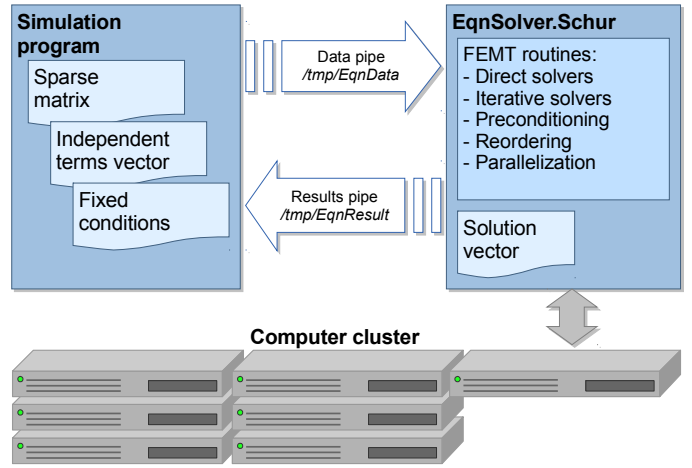 Simulation
program
Sparse
matrix
Independent
terms vector
Fixed
conditions
Data pipe
/tmp/EqnData
Results pipe
/tmp/EqnResult
EqnSolver.Schur
FEMT routines:
- Direct solvers
- Iterative solvers
- Preconditioning
- Reordering
- Parallelization
Solution
vector
Computer cluster